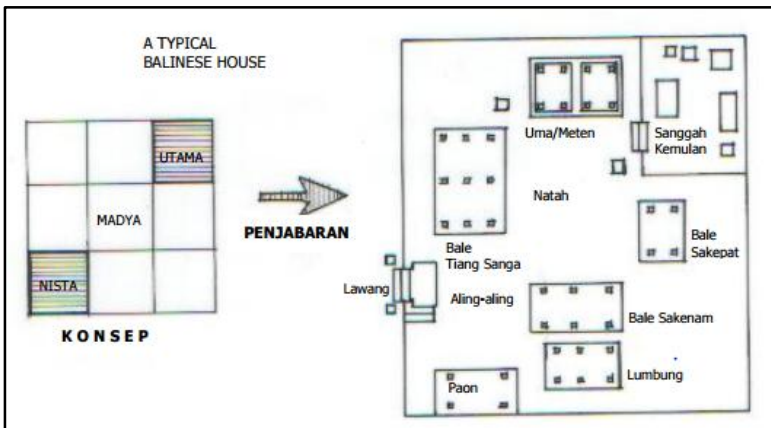 A TYPICAL
BALINESE HOUSE
UTAMA
MADYA
NISTA
KONSEP
PENJABARAN
Uma/Meten
Sanggah
Kemulan
Natah
Bale
Tiang Sanga
Bale
Sakepat
Lawang
Aling-aling
Bale Sakenam
Lumbung
Paon